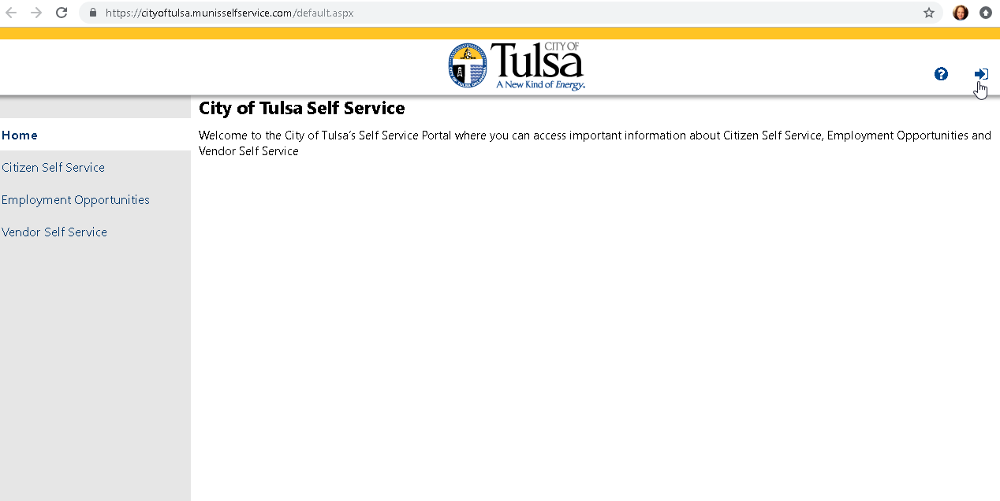 https://cityoftulsa.munisselfservice.com/default.aspx
CITY OF
Tulsa
A New Kind of Energy.
City of Tulsa Self Service
Home
Welcome to the City of Tulsa's Self Service Portal where you can access important information about Citizen Self Service, Employment Opportunities and
Vendor Self Service
Citizen Self Service
Employment Opportunities
Vendor Self Service